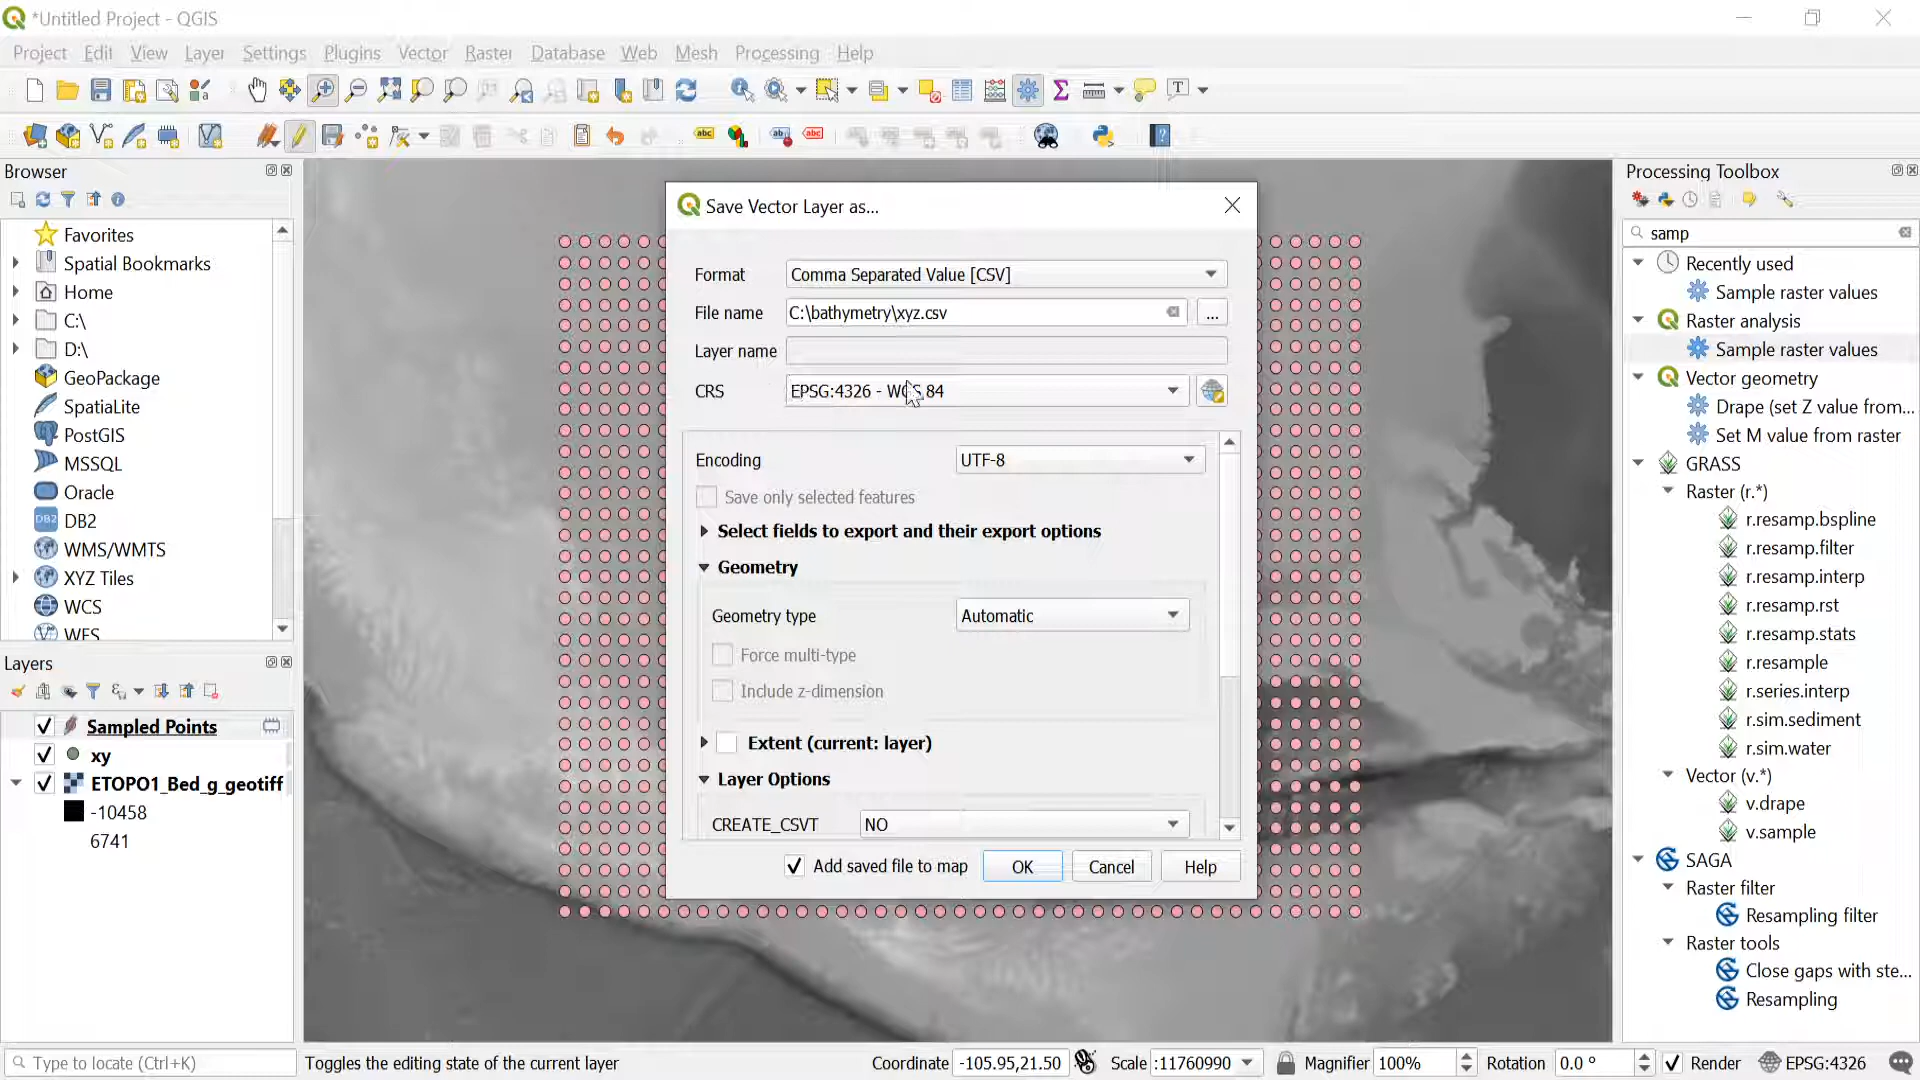 *Untitled Project - QGIS
Project Edit View Layer Settings Plugins Vector Raster Database Web Mesh Processing Help
Browser
Favorites
Spatial Bookmarks
Home
C:\
D:\
GeoPackage
SpatiaLite
PostGIS
MSSQL
Oracle
DB2
WMS/WMTS
XYZ Tiles
WCS
WFS
Layers
Sampled Points
xy
ETOPO1_Bed_g_geotiff
-10458
6741
Save Vector Layer as...
Format Comma Separated Value [CSV]
File name C:\bathymetry\xyz.csv ...
Layer name
CRS EPSG:4326 - WGS 84
Encoding UTF-8
Save only selected features
Select fields to export and their export options
Geometry
Geometry type Automatic
Force multi-type
Include z-dimension
Extent (current: layer)
Layer Options
CREATE_CSVT NO
Add saved file to map OK Cancel Help
Processing Toolbox
samp
Recently used
Sample raster values
Raster analysis
Sample raster values
Vector geometry
Drape (set Z value from...
Set M value from raster
GRASS
Raster (r.*)
r.resamp.bspline
r.resamp.filter
r.resamp.interp
r.resamp.rst
r.resamp.stats
r.resample
r.series.interp
r.sim.sediment
r.sim.water
Vector (v.*)
v.drape
v.sample
SAGA
Raster filter
Resampling filter
Raster tools
Close gaps with ste...
Resampling
Type to locate (Ctrl+K) Toggles the editing state of the current layer Coordinate -105.95,21.50 Scale :11760990 Magnifier 100% Rotation 0.0 ° Render EPSG:4326